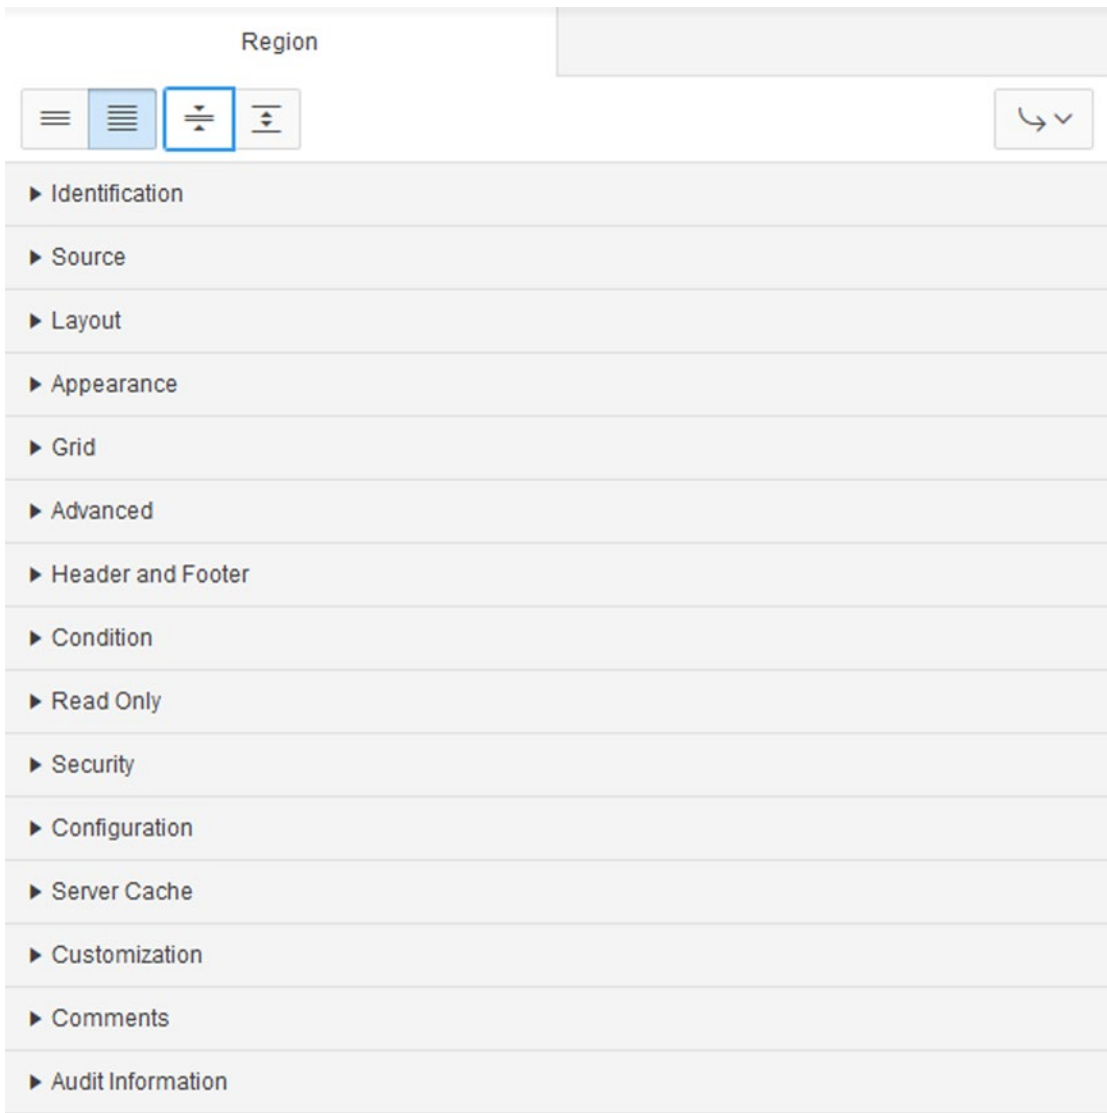 Region
Identification
Source
Layout
Appearance
Grid
Advanced
Header and Footer
Condition
Read Only
Security
Configuration
Server Cache
Customization
Comments
Audit Information